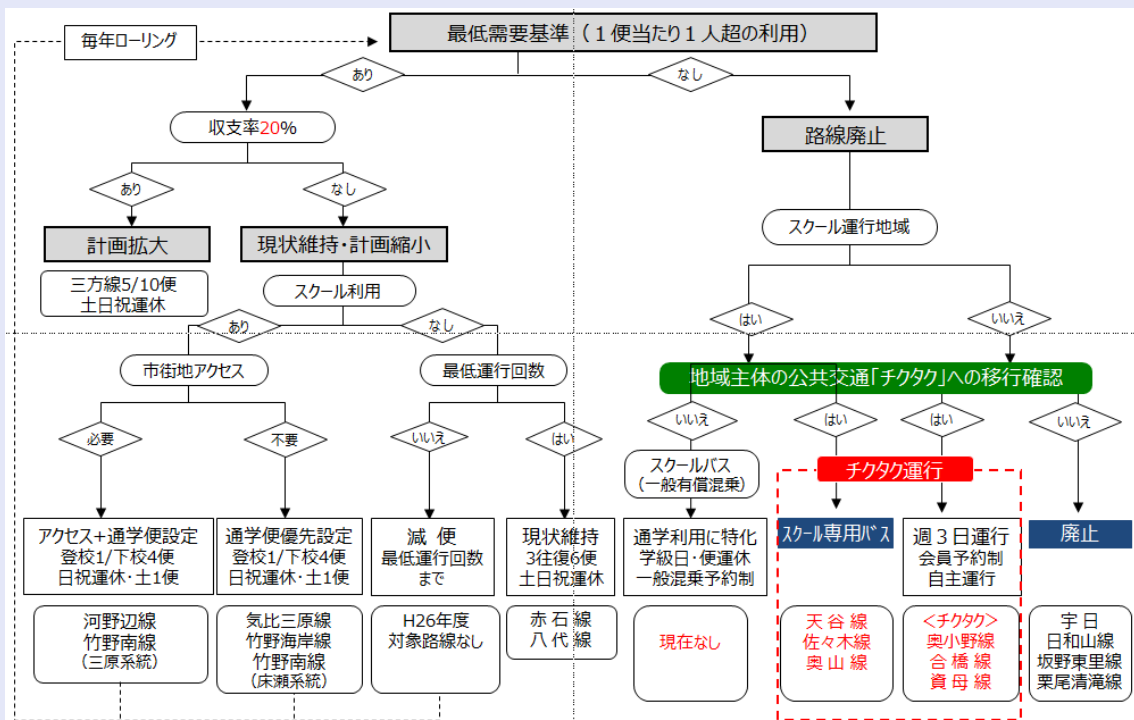 毎年ローリング
最低需要基準（１便当たり１人超の利用）
あり
なし
収支率20%
路線廃止
あり
なし
計画拡大
現状維持・計画縮小
スクール運行地域
三方線5/10便
土日祝運休
スクール利用
はい
いいえ
あり
なし
市街地アクセス
最低運行回数
地域主体の公共交通「チクタク」への移行確認
必要
不要
いいえ
はい
いいえ
はい
はい
いいえ
スクールバス
(一般有償混乗)
チクタク運行
アクセス+通学便設定
登校1/下校4便
日祝運休･土1便
通学便優先設定
登校1/下校4便
日祝運休･土1便
減 便
最低運行回数
まで
現状維持
3往復6便
土日祝運休
通学利用に特化
学級日･便運休
一般混乗予約制
スクール専用バス
週３日運行
会員予約制
自主運行
廃止
河野辺線
竹野南線
(三原系統)
気比三原線
竹野海岸線
竹野南線
(床瀬系統)
H26年度
対象路線なし
赤 石 線
八 代 線
現在なし
天 谷 線
佐々木線
奥 山 線
<チクタク>
奥小野線
合 橋 線
資 母 線
宇 日
日和山線
坂野東里線
栗尾清滝線